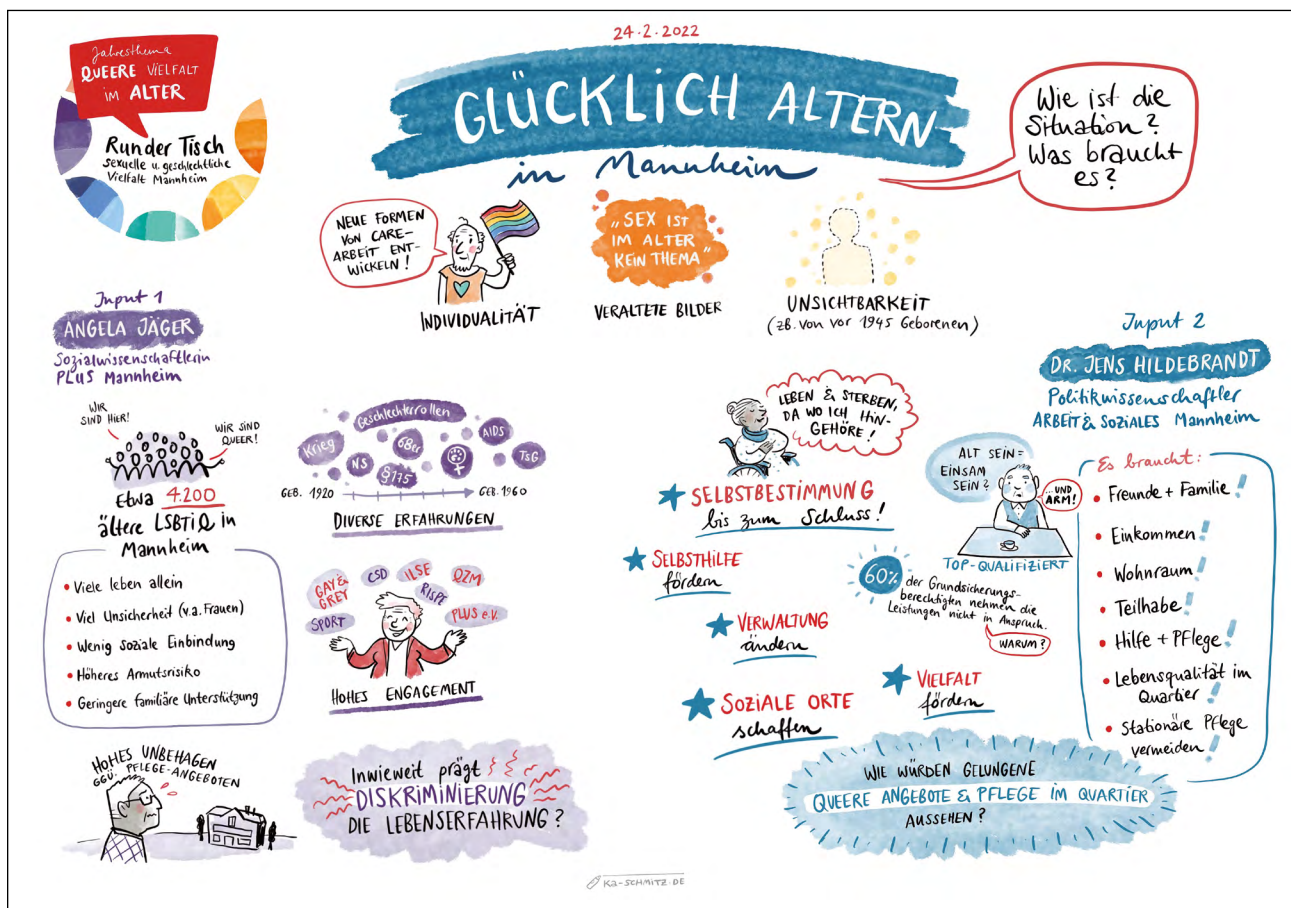 24.2.2022
GLÜCKLICH ALTERN
in Mannheim
Jahresthema
QUEERE VIELFALT
IM ALTER
Runder Tisch
sexuelle u. geschlechtliche
Vielfalt Mannheim
Wie ist die
Situation?
Was braucht
es?
NEUE FORMEN
VON CARE-
ARBEIT ENT-
WICKELN!
INDIVIDUALITÄT
„SEX IST
IM ALTER
KEIN THEMA"
VERALTETE BILDER
UNSICHTBARKEIT
(ZB. VON VOR 1945 GEBORENEN)
Input 1
ANGELA JÄGER
Sozialwissenschaftlerin
PLUS Mannheim
WIR
SIND HIER!
WIR SIND
QUEER!
Etwa 4.200
ältere LSBTIQ in
Mannheim
• Viele leben allein
• Viel Unsicherheit (v.a. Frauen)
• Wenig soziale Einbindung
• Höheres Armutsrisiko
• Geringere familiäre Unterstützung
HOHES UNBEHAGEN
GGÜ. PFLEGE-ANGEBOTEN
Geschlechterrollen
Krieg
NS
68er
§175
AIDS
TSG
GEB. 1920
GEB. 1960
DIVERSE ERFAHRUNGEN
GAY &
GREY
CSD
ILSE
RISPE
QZM
SPORT
PLUS e.V.
HOHES ENGAGEMENT
Inwieweit prägt
DISKRIMINIERUNG
DIE LEBENSERFAHRUNG?
LEBEN & STERBEN,
DA WO ICH HIN-
GEHÖRE!
SELBSTBESTIMMUNG
bis zum Schluss!
SELBSTHILFE
fördern
VERWALTUNG
ändern
SOZIALE ORTE
schaffen
VIELFALT
fördern
Input 2
DR. JENS HILDEBRANDT
Politikwissenschaftler
ARBEIT & SOZIALES Mannheim
ALT SEIN =
EINSAM
SEIN?
...UND
ARM!
TOP-QUALIFIZIERT
60%
der Grundsicherungs-
berechtigten nehmen die
Leistungen nicht in Anspruch.
WARUM?
Es braucht:
• Freunde + Familie!
• Einkommen!
• Wohnraum!
• Teilhabe!
• Hilfe + Pflege!
• Lebensqualität im
Quartier!
• Stationäre Pflege
vermeiden!
WIE WÜRDEN GELUNGENE
QUEERE ANGEBOTE & PFLEGE IM QUARTIER
AUSSEHEN?
KA-SCHMITZ.DE